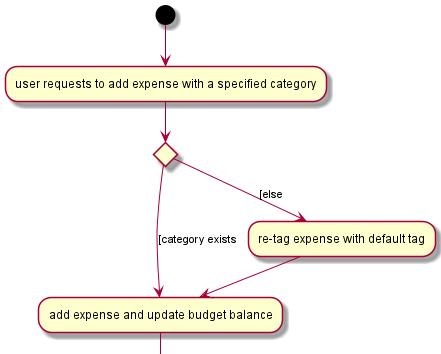 user requests to add expense with a specified category
[else
[category exists
re-tag expense with default tag
add expense and update budget balance